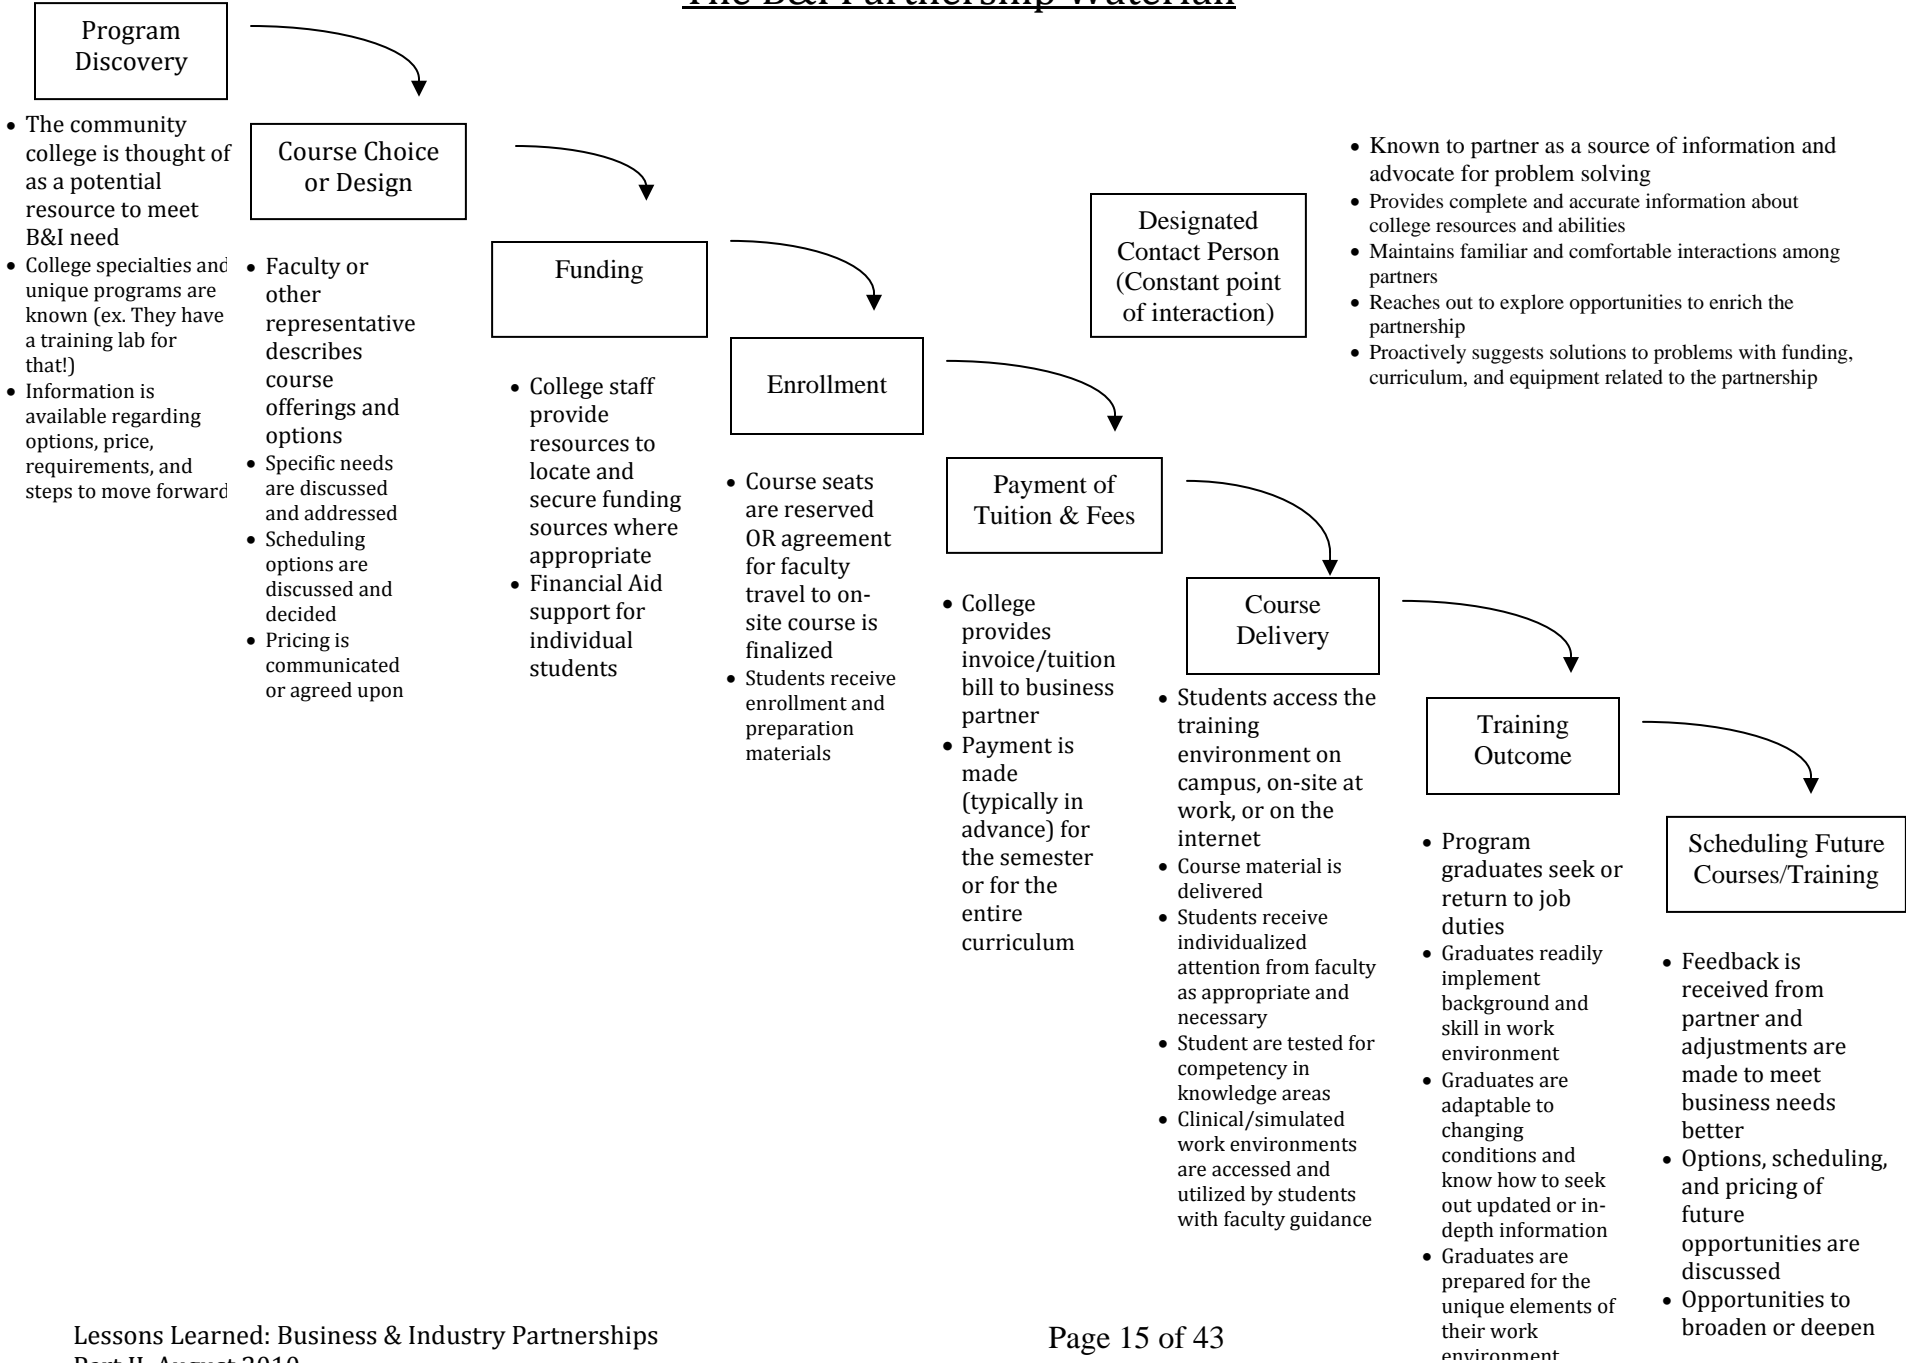 The B&I Partnership Waterfall
Program
Discovery
• The community
college is thought of
as a potential
resource to meet
B&I need
• College specialties and
unique programs are
known (ex. They have
a training lab for
that!)
• Information is
available regarding
options, price,
requirements, and
steps to move forward
Course Choice
or Design
• Faculty or
other
representative
describes
course
offerings and
options
• Specific needs
are discussed
and addressed
• Scheduling
options are
discussed and
decided
• Pricing is
communicated
or agreed upon
Funding
• College staff
provide
resources to
locate and
secure funding
sources where
appropriate
• Financial Aid
support for
individual
students
Enrollment
• Course seats
are reserved
OR agreement
for faculty
travel to on-
site course is
finalized
• Students receive
enrollment and
preparation
materials
Designated
Contact Person
(Constant point
of interaction)
• Known to partner as a source of information and
advocate for problem solving
• Provides complete and accurate information about
college resources and abilities
• Maintains familiar and comfortable interactions among
partners
• Reaches out to explore opportunities to enrich the
partnership
• Proactively suggests solutions to problems with funding,
curriculum, and equipment related to the partnership
Payment of
Tuition & Fees
• College
provides
invoice/tuition
bill to business
partner
• Payment is
made
(typically in
advance) for
the semester
or for the
entire
curriculum
Course
Delivery
• Students access the
training
environment on
campus, on-site at
work, or on the
internet
• Course material is
delivered
• Students receive
individualized
attention from faculty
as appropriate and
necessary
• Student are tested for
competency in
knowledge areas
• Clinical/simulated
work environments
are accessed and
utilized by students
with faculty guidance
Training
Outcome
• Program
graduates seek or
return to job
duties
• Graduates readily
implement
background and
skill in work
environment
• Graduates are
adaptable to
changing
conditions and
know how to seek
out updated or in-
depth information
• Graduates are
prepared for the
unique elements of
their work
environment
Scheduling Future
Courses/Training
• Feedback is
received from
partner and
adjustments are
made to meet
business needs
better
• Options, scheduling,
and pricing of
future
opportunities are
discussed
• Opportunities to
broaden or deepen
Lessons Learned: Business & Industry Partnerships
Part II, August 2010
Page 15 of 43